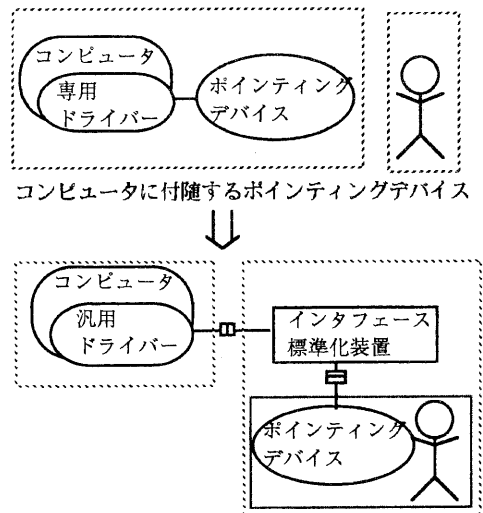 コンピュータ
専用
ドライバー
ポインティング
デバイス
コンピュータに付随するポインティングデバイス
コンピュータ
汎用
ドライバー
インタフェース
標準化装置
ポインティング
デバイス